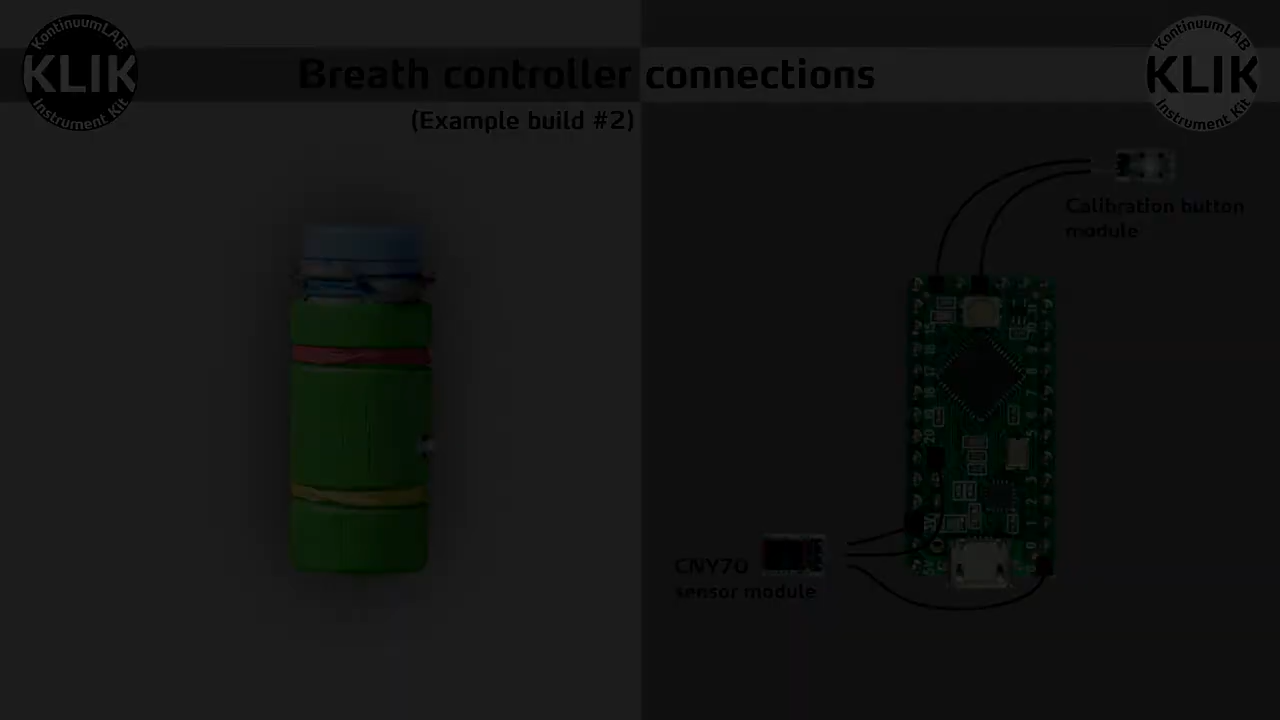 KontinuumLAB
KLIK
Instrument Kit
Breath controller connections
(Example build #2)
KontinuumLAB
KLIK
Instrument Kit
Calibration button
module
CNY70
sensor module